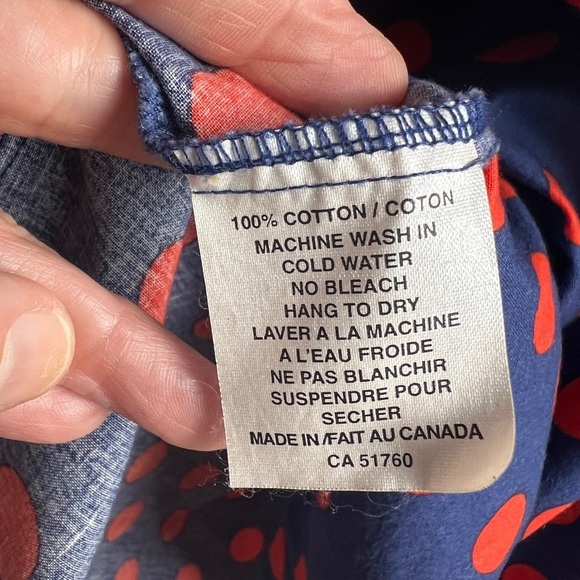 100% COTTON / COTON
MACHINE WASH IN
COLD WATER
NO BLEACH
HANG TO DRY
LAVER A LA MACHINE
A L'EAU FROIDE
NE PAS BLANCHIR
SUSPENDRE POUR
SECHER
MADE IN/FAIT AU CANADA
CA 51760